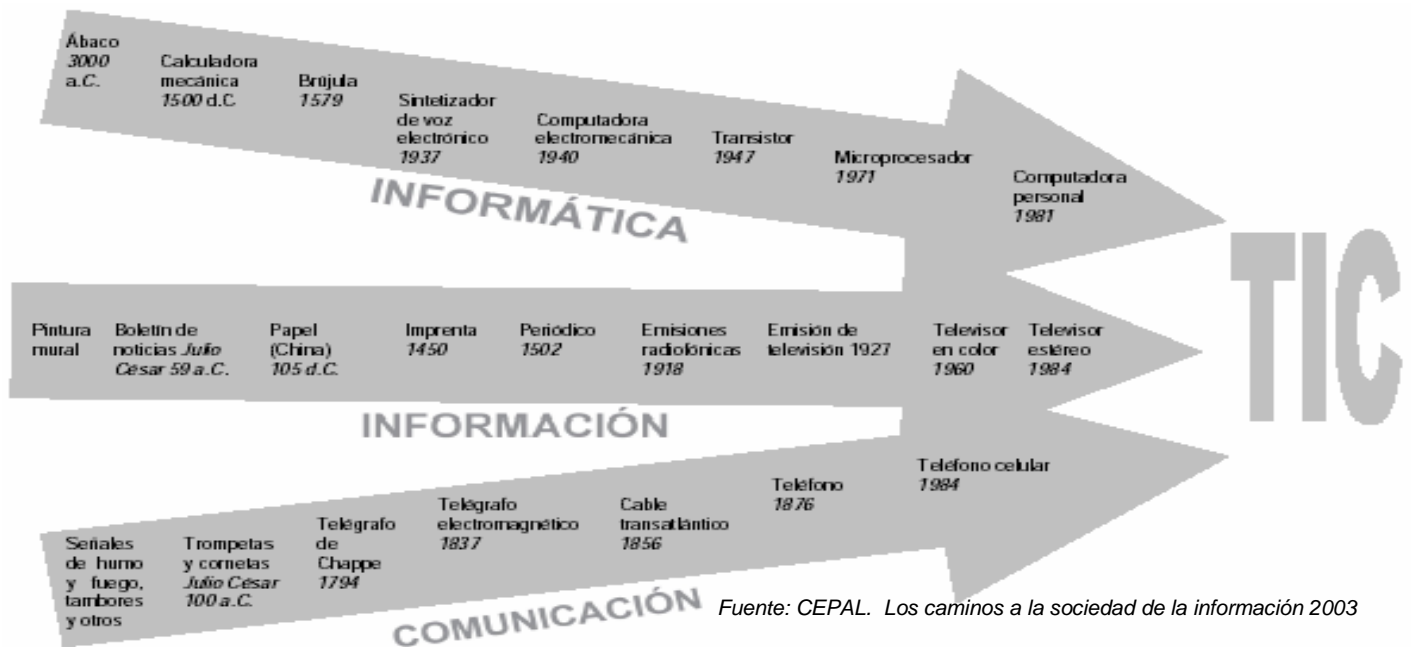 Ábaco
3000
a.C.
Calculadora
mecánica
1500 d.C
Brújula
1579
Sintetizador
de voz
electrónico
1937
Computadora
electromecánica
1940
Transistor
1947
Microprocesador
1971
Computadora
personal
1981
INFORMÁTICA
Pintura
mural
Boletín de
noticias Julio
César 59 a.C.
Papel
(China)
105 d.C.
Imprenta
1450
Periódico
1502
Emisiones
radiofónicas
1918
Emisión de
televisión 1927
Televisor
en color
1960
Televisor
estéreo
1984
INFORMACIÓN
Señales
de humo
y fuego,
tambores
y otros
Trompetas
y cornetas
Julio César
100 a.C.
Telégrafo
de
Chappe
1794
Telégrafo
electromagnético
1837
Cable
transatlántico
1856
Teléfono
1876
Teléfono celular
1984
COMUNICACIÓN
TIC
Fuente: CEPAL. Los caminos a la sociedad de la información 2003